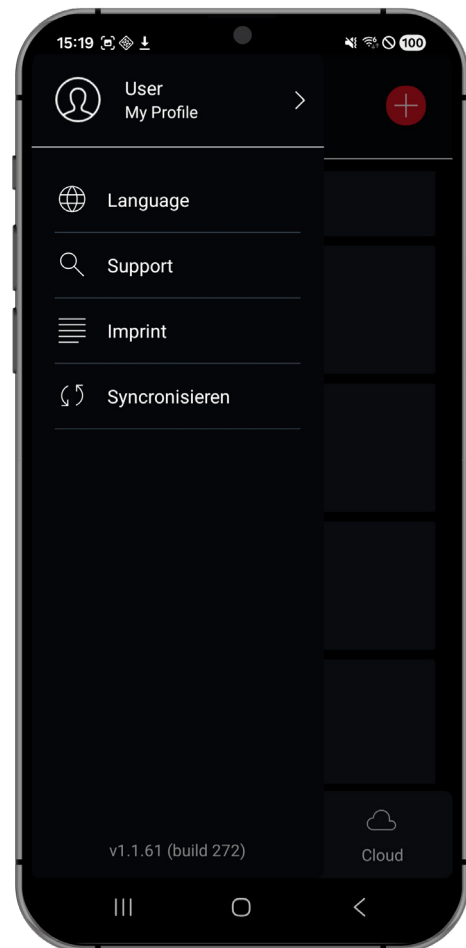 15:19
100
User
My Profile
Language
Support
Imprint
Syncronisieren
v1.1.61 (build 272)
Cloud